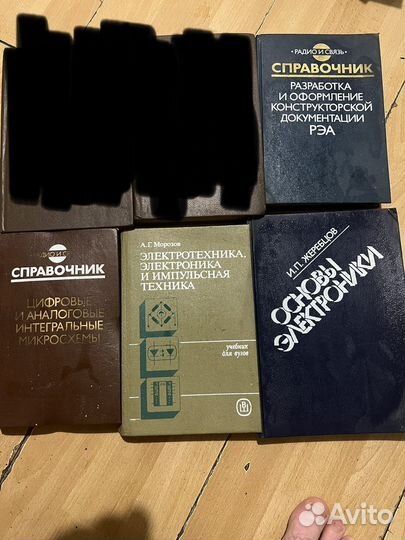 РАДИО И СВЯЗЬ
СПРАВОЧНИК
РАЗРАБОТКА
И ОФОРМЛЕНИЕ
КОНСТРУКТОРСКОЙ
ДОКУМЕНТАЦИИ
РЭА
РАДИО И С
СПРАВОЧНИК
ЦИФРОВЫЕ
И АНАЛОГОВЫЕ
ИНТЕГРАЛЬНЫЕ
МИКРОСХЕМЫ
А.Г. Морозов
ЭЛЕКТРОТЕХНИКА,
ЭЛЕКТРОНИКА
И ИМПУЛЬСНАЯ
ТЕХНИКА
учебник
для вузов
И.П. ЖЕРЕБЦОВ
ОСНОВЫ
ЭЛЕКТРОНИКИ
Avito